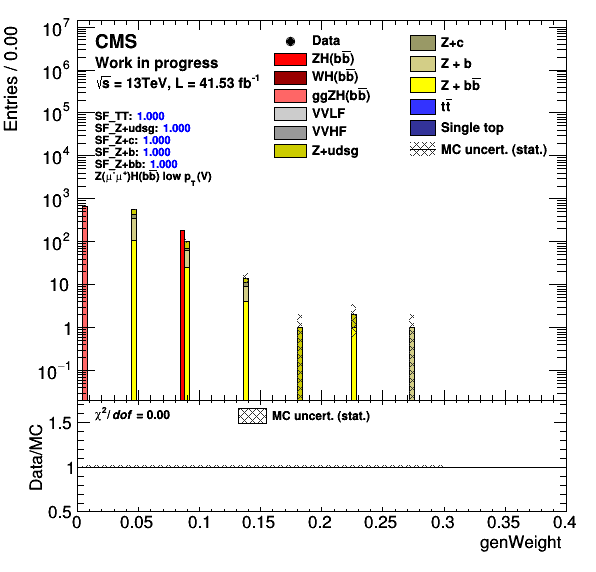 CMS
Work in progress
√s = 13TeV, L = 41.53 fb⁻¹
SF_TT: 1.000
SF_Z+udsg: 1.000
SF_Z+c: 1.000
SF_Z+b: 1.000
SF_Z+bb: 1.000
Z(μ⁻μ⁺)H(bb̅) low p_T(V)
Data
ZH(bb̅)
WH(bb̅)
ggZH(bb̅)
VVLF
VVHF
Z+udsg
Z+c
Z + b
Z + bb̅
tt̅
Single top
MC uncert. (stat.)
Entries / 0.00
10⁷
10⁶
10⁵
10⁴
10³
10²
10
1
10⁻¹
χ²/dof = 0.00
MC uncert. (stat.)
Data/MC
1.5
1
0.5
0 0.05 0.1 0.15 0.2 0.25 0.3 0.35 0.4
genWeight